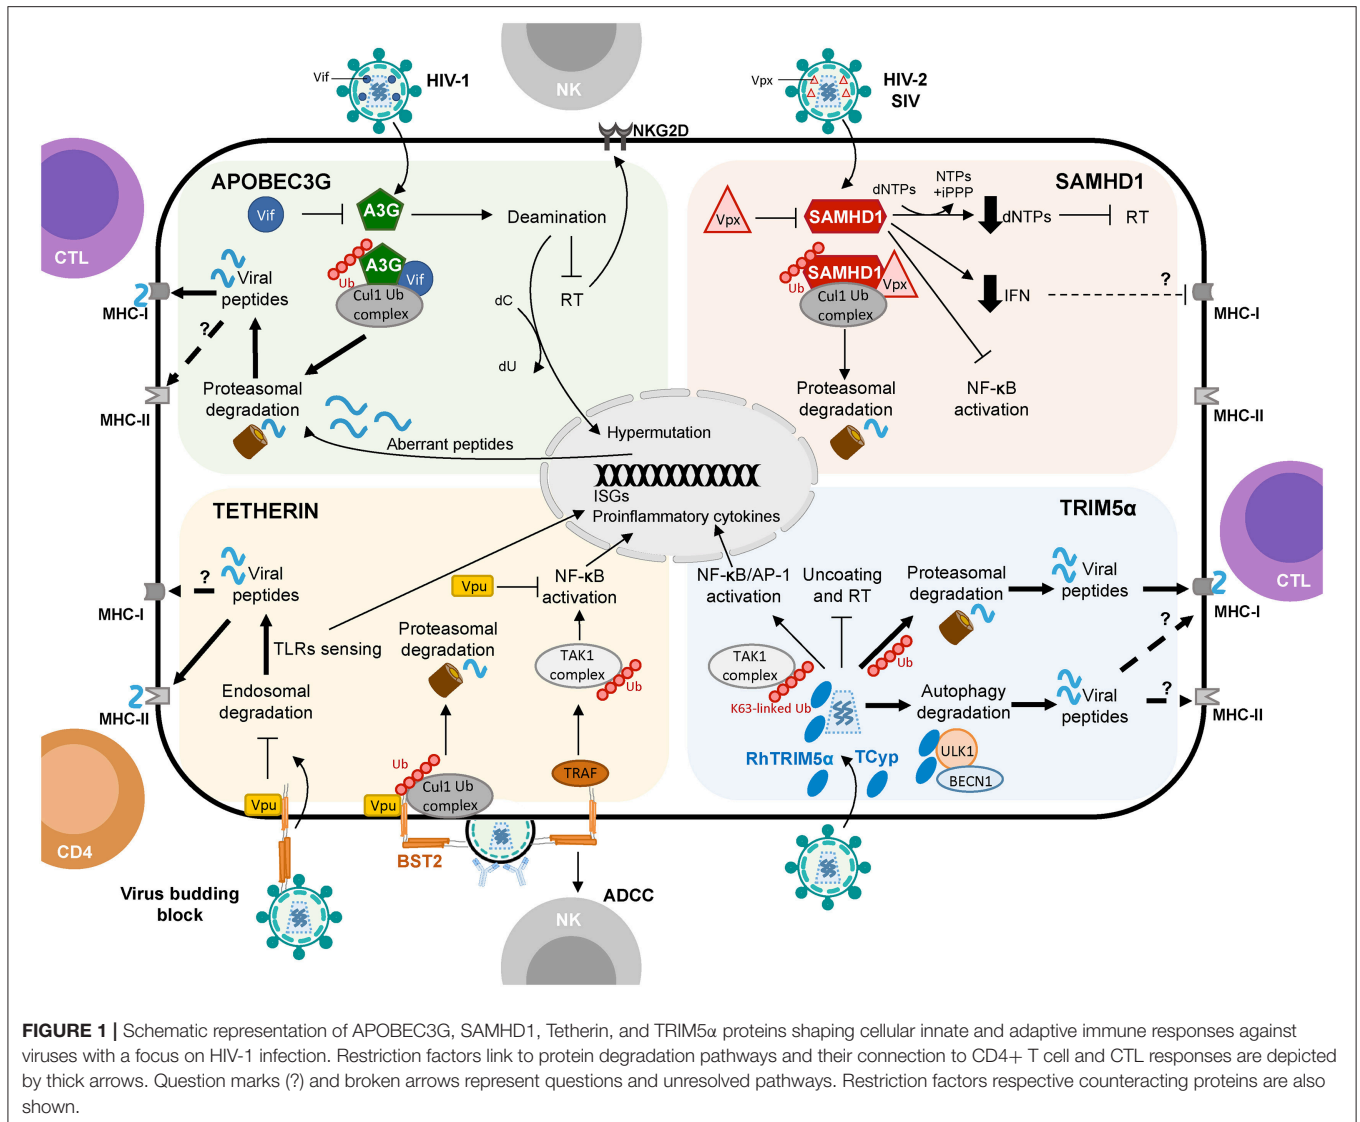 NK
Vif
HIV-1
Vpx
HIV-2
SIV
NKG2D
CTL
APOBEC3G
Vif
A3G
Deamination
Ub
A3G
Vif
Cul1 Ub
complex
RT
dC
dU
Viral
peptides
MHC-I
?
MHC-II
Proteasomal
degradation
Aberrant peptides
SAMHD1
Vpx
SAMHD1
dNTPs
NTPs
+iPPP
dNTPs
RT
Ub
SAMHD1
Vpx
Cul1 Ub
complex
IFN
?
MHC-I
Proteasomal
degradation
NF-κB
activation
MHC-II
Hypermutation
ISGs
Proinflammatory cytokines
TETHERIN
?
Viral
peptides
MHC-I
TLRs sensing
Endosomal
degradation
MHC-II
Vpu
NF-κB
activation
Proteasomal
degradation
TAK1
complex
Ub
Ub
TRAF
Vpu
Vpu
Cul1 Ub
complex
BST2
CD4
Virus budding
block
ADCC
NK
TRIM5α
CTL
NF-κB/AP-1
activation
Uncoating
and RT
Proteasomal
degradation
Viral
peptides
MHC-I
?
TAK1
complex
Ub
K63-linked Ub
Autophagy
degradation
Viral
peptides
?
MHC-II
RhTRIM5α
TCyp
ULK1
BECN1
FIGURE 1 | Schematic representation of APOBEC3G, SAMHD1, Tetherin, and TRIM5α proteins shaping cellular innate and adaptive immune responses against
viruses with a focus on HIV-1 infection. Restriction factors link to protein degradation pathways and their connection to CD4+ T cell and CTL responses are depicted
by thick arrows. Question marks (?) and broken arrows represent questions and unresolved pathways. Restriction factors respective counteracting proteins are also
shown.